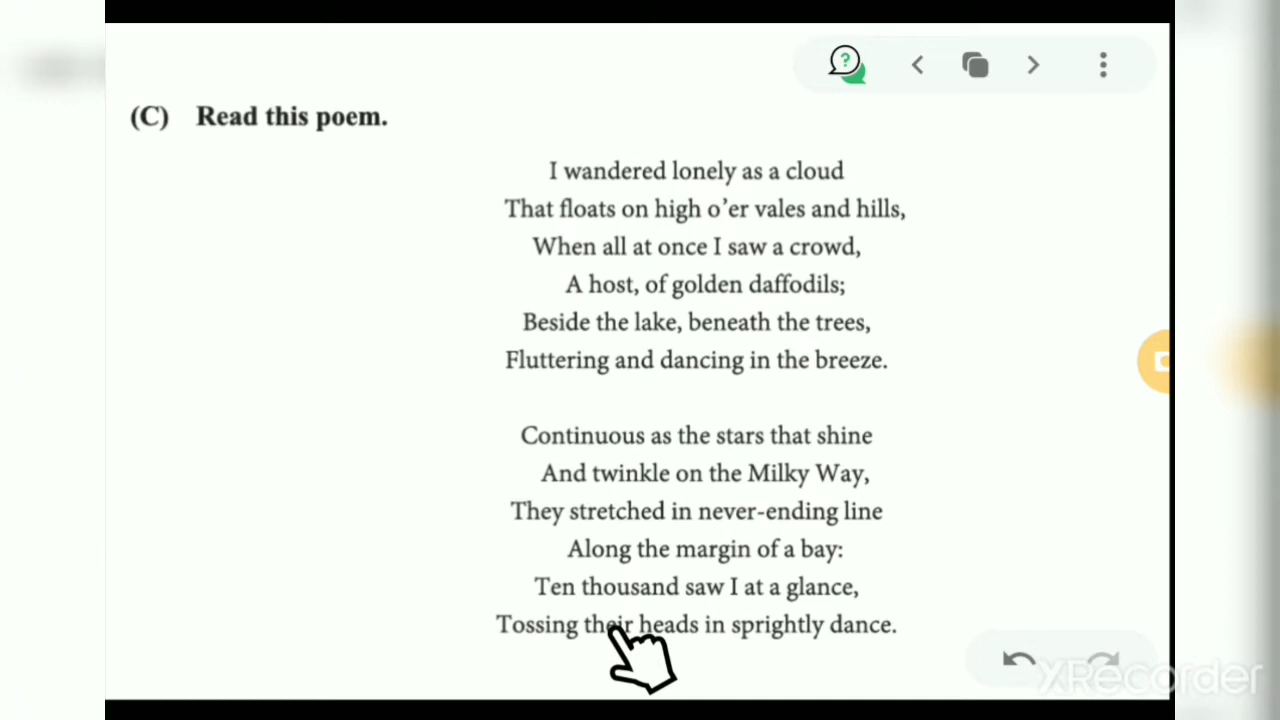 (C) Read this poem.
I wandered lonely as a cloud
That floats on high o’er vales and hills,
When all at once I saw a crowd,
A host, of golden daffodils;
Beside the lake, beneath the trees,
Fluttering and dancing in the breeze.
Continuous as the stars that shine
And twinkle on the Milky Way,
They stretched in never-ending line
Along the margin of a bay:
Ten thousand saw I at a glance,
Tossing their heads in sprightly dance.
XRecorder